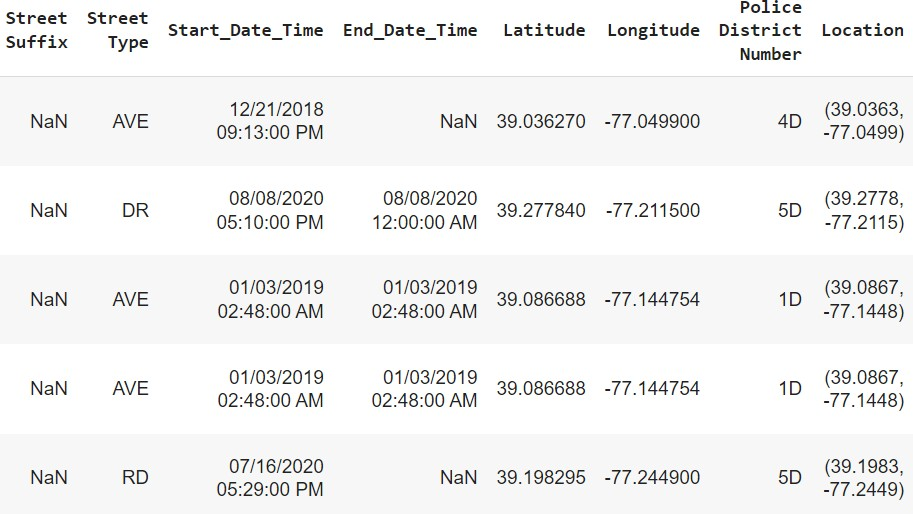 Street Suffix Street Type Start_Date_Time End_Date_Time Latitude Longitude Police District Number Location
NaN AVE 12/21/2018 09:13:00 PM NaN 39.036270 -77.049900 4D (39.0363, -77.0499)
NaN DR 08/08/2020 05:10:00 PM 08/08/2020 12:00:00 AM 39.277840 -77.211500 5D (39.2778, -77.2115)
NaN AVE 01/03/2019 02:48:00 AM 01/03/2019 02:48:00 AM 39.086688 -77.144754 1D (39.0867, -77.1448)
NaN AVE 01/03/2019 02:48:00 AM 01/03/2019 02:48:00 AM 39.086688 -77.144754 1D (39.0867, -77.1448)
NaN RD 07/16/2020 05:29:00 PM NaN 39.198295 -77.244900 5D (39.1983, -77.2449)